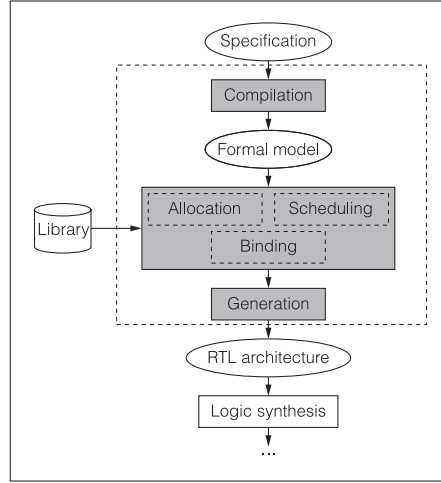 Specification
Compilation
Formal model
Allocation
Scheduling
Binding
Library
Generation
RTL architecture
Logic synthesis
...